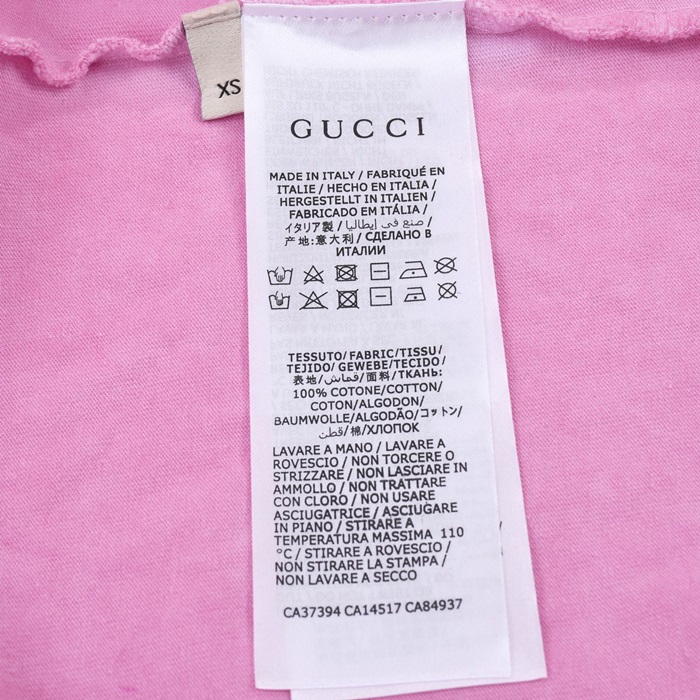 XS
GUCCI
MADE IN ITALY / FABRIQUÉ EN
ITALIE / HECHO EN ITALIA /
HERGESTELLT IN ITALIEN /
FABRICADO EM ITÁLIA /
イタリア製 / صنع في إيطاليا /
产地:意大利 / СДЕЛАНО В
ИТАЛИИ
TESSUTO/FABRIC/TISSU/
TEJIDO/GEWEBE/TECIDO/
表地/قماش/面料/ТКАНЬ:
100% COTONE/COTTON/
COTON/ALGODON/
BAUMWOLLE/ALGODÃO/コットン/
قطن/棉/ХЛОПОК
LAVARE A MANO / LAVARE A
ROVESCIO / NON TORCERE O
STRIZZARE / NON LASCIARE IN
AMMOLLO / NON TRATTARE
CON CLORO / NON USARE
ASCIUGATRICE / ASCIUGARE
IN PIANO / STIRARE A
TEMPERATURA MASSIMA 110
°C / STIRARE A ROVESCIO /
NON STIRARE LA STAMPA /
NON LAVARE A SECCO
CA37394 CA14517 CA84937